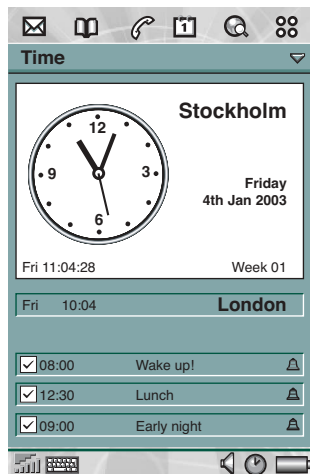 1
Time
Stockholm
12
9
3
6
Friday
4th Jan 2003
Fri 11:04:28
Week 01
Fri 10:04 London
08:00 Wake up!
12:30 Lunch
09:00 Early night